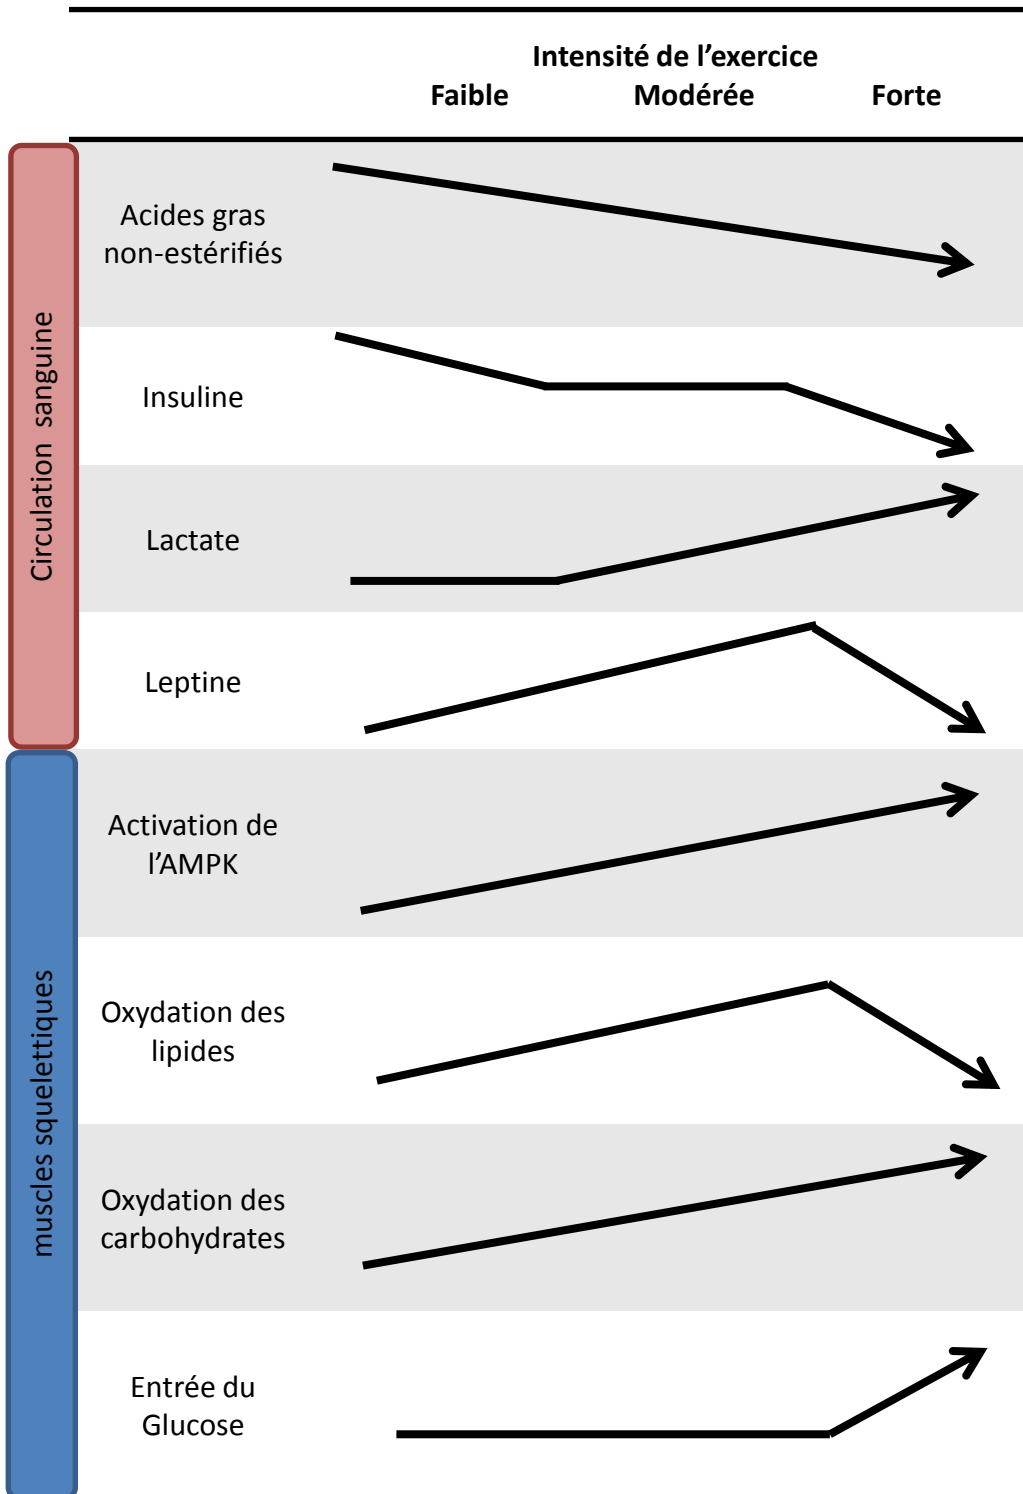 Intensité de l’exercice
Faible Modérée Forte
Circulation sanguine
Acides gras
non-estérifiés
Insuline
Lactate
Leptine
muscles squelettiques
Activation de
l’AMPK
Oxydation des
lipides
Oxydation des
carbohydrates
Entrée du
Glucose